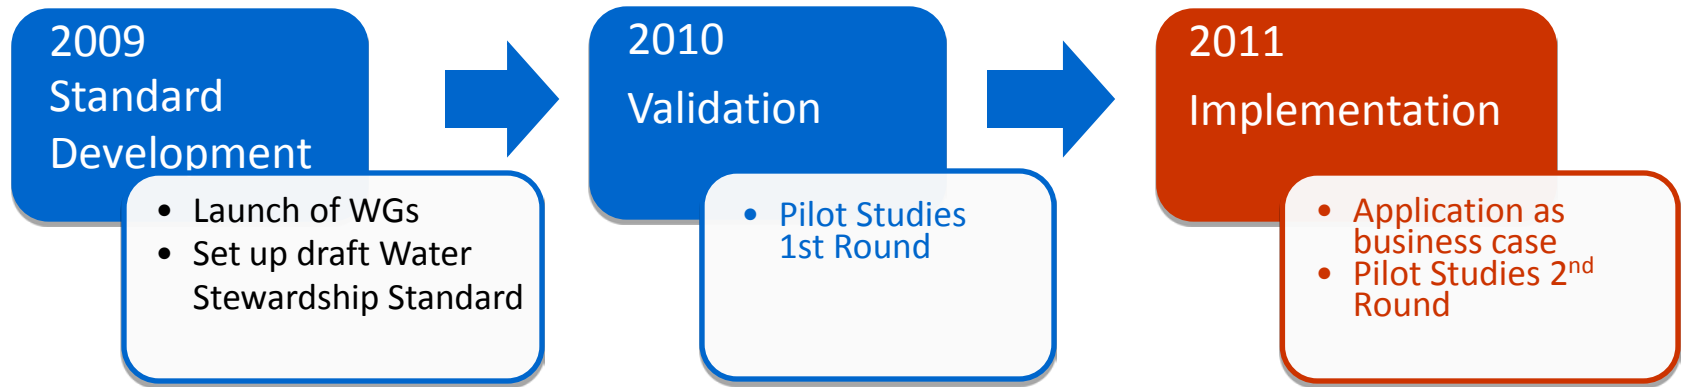 2009
Standard
Development
• Launch of WGs
• Set up draft Water
Stewardship Standard
2010
Validation
• Pilot Studies
1st Round
2011
Implementation
• Application as
business case
• Pilot Studies 2nd
Round